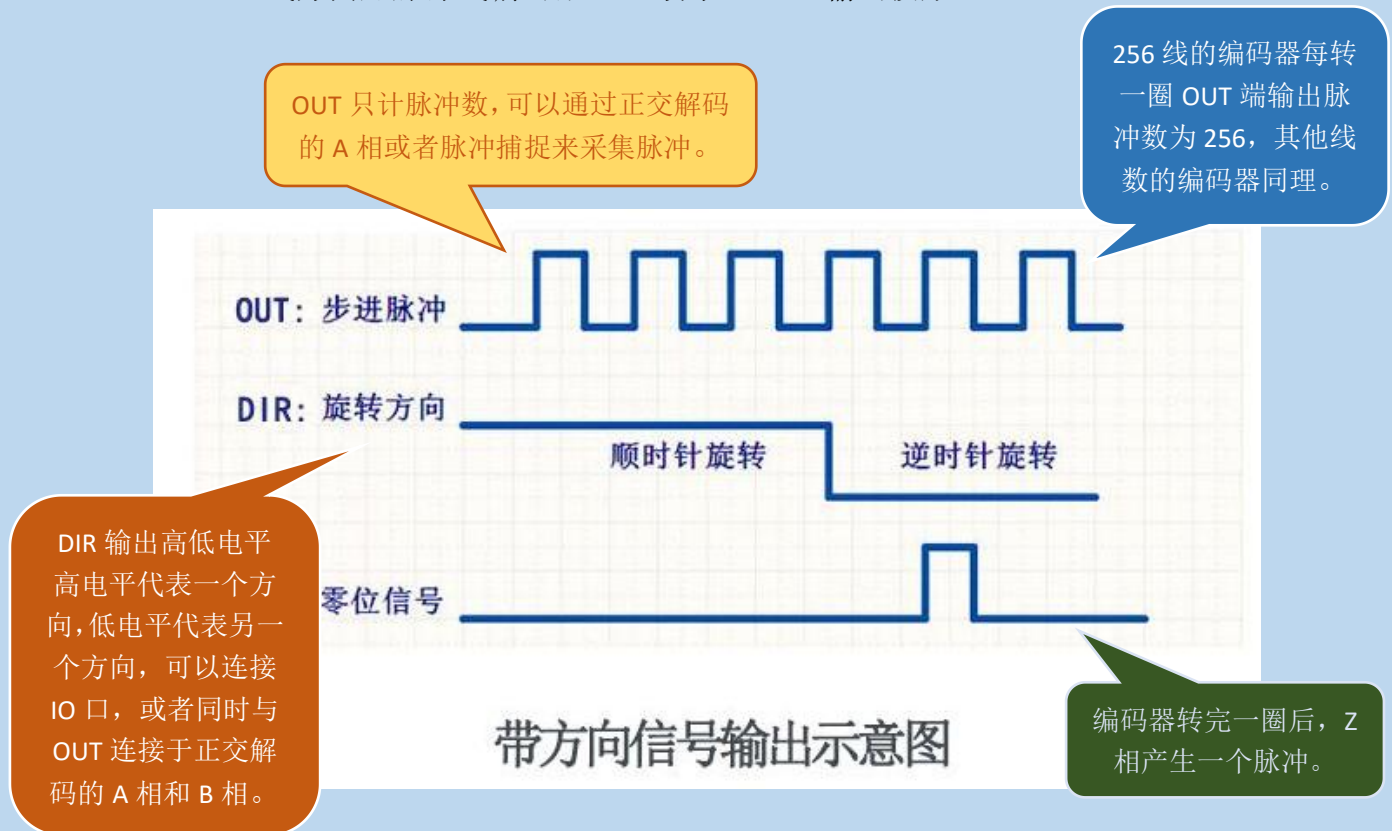 256 线的编码器每转
一圈 OUT 端输出脉
冲数为 256，其他线
数的编码器同理。
OUT 只计脉冲数，可以通过正交解码
的 A 相或者脉冲捕捉来采集脉冲。
OUT: 步进脉冲
DIR: 旋转方向
顺时针旋转
逆时针旋转
DIR 输出高低电平
高电平代表一个方
向，低电平代表另一
个方向，可以连接
IO 口，或者同时与
OUT 连接于正交解
码的 A 相和 B 相。
零位信号
编码器转完一圈后，Z
相产生一个脉冲。
带方向信号输出示意图